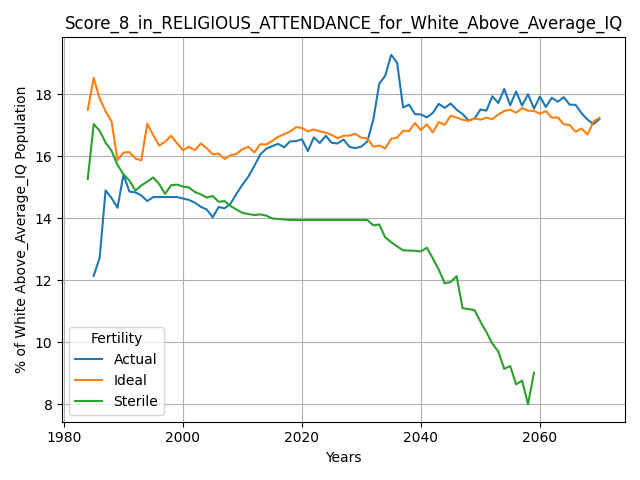 Score_8_in_RELIGIOUS_ATTENDANCE_for_White_Above_Average_IQ
% of White Above_Average_IQ Population
18
16
14
12
10
8
Fertility
Actual
Ideal
Sterile
1980
2000
2020
2040
2060
Years